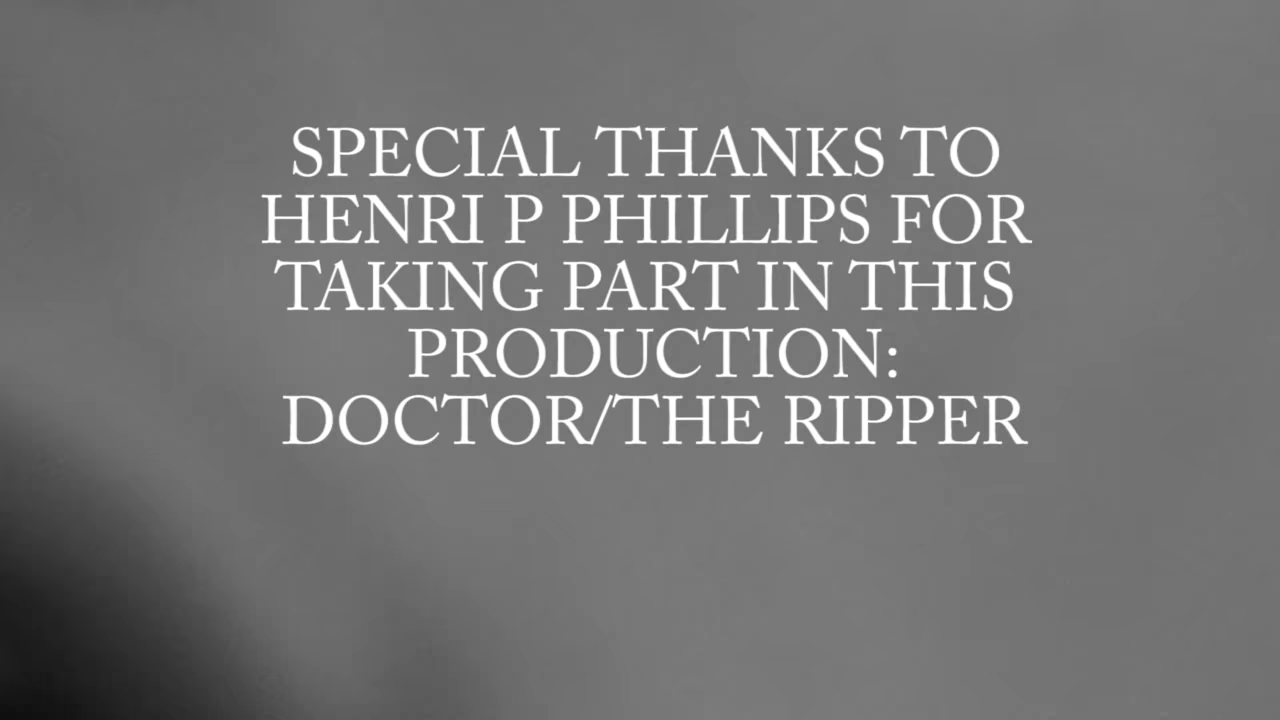 SPECIAL THANKS TO
HENRI P PHILLIPS FOR
TAKING PART IN THIS
PRODUCTION:
DOCTOR/THE RIPPER